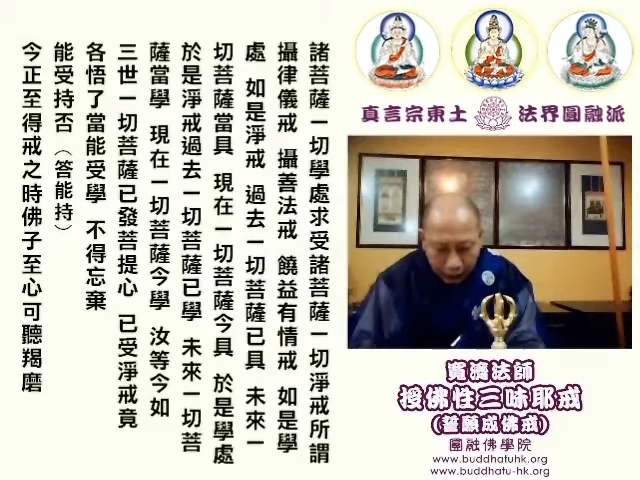 諸菩薩一切學處求受諸菩薩一切淨戒所謂
攝律儀戒 攝善法戒 饒益有情戒 如是學
處 如是淨戒 過去一切菩薩已具 未來一
切菩薩當具 現在一切菩薩今具 於是學處
於是淨戒過去一切菩薩已學 未來一切菩
薩當學 現在一切菩薩今學 汝等今如
三世一切菩薩已發菩提心 已受淨戒竟
各悟了當能受學 不得忘棄
能受持否 （答能持）
今正至得戒之時佛子至心可聽羯磨
真言宗東土 法界圓融派
寬濟法師
授佛性三昧耶戒
(誓願成佛戒)
圓融佛學院
www.buddhatuhk.org
www.buddhatu-hk.org